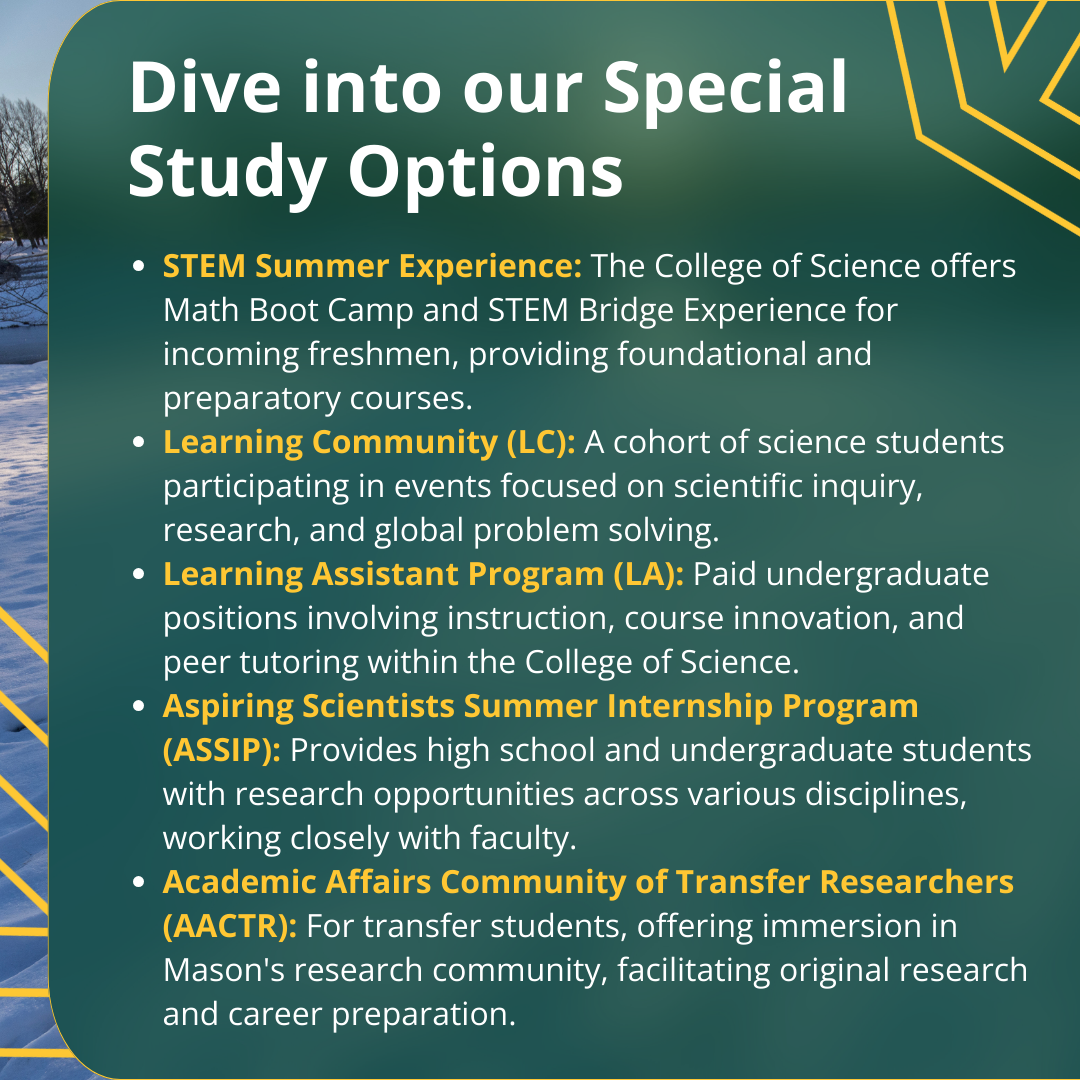 Dive into our Special
Study Options
• STEM Summer Experience: The College of Science offers
Math Boot Camp and STEM Bridge Experience for
incoming freshmen, providing foundational and
preparatory courses.
• Learning Community (LC): A cohort of science students
participating in events focused on scientific inquiry,
research, and global problem solving.
• Learning Assistant Program (LA): Paid undergraduate
positions involving instruction, course innovation, and
peer tutoring within the College of Science.
• Aspiring Scientists Summer Internship Program
(ASSIP): Provides high school and undergraduate students
with research opportunities across various disciplines,
working closely with faculty.
• Academic Affairs Community of Transfer Researchers
(AACTR): For transfer students, offering immersion in
Mason's research community, facilitating original research
and career preparation.